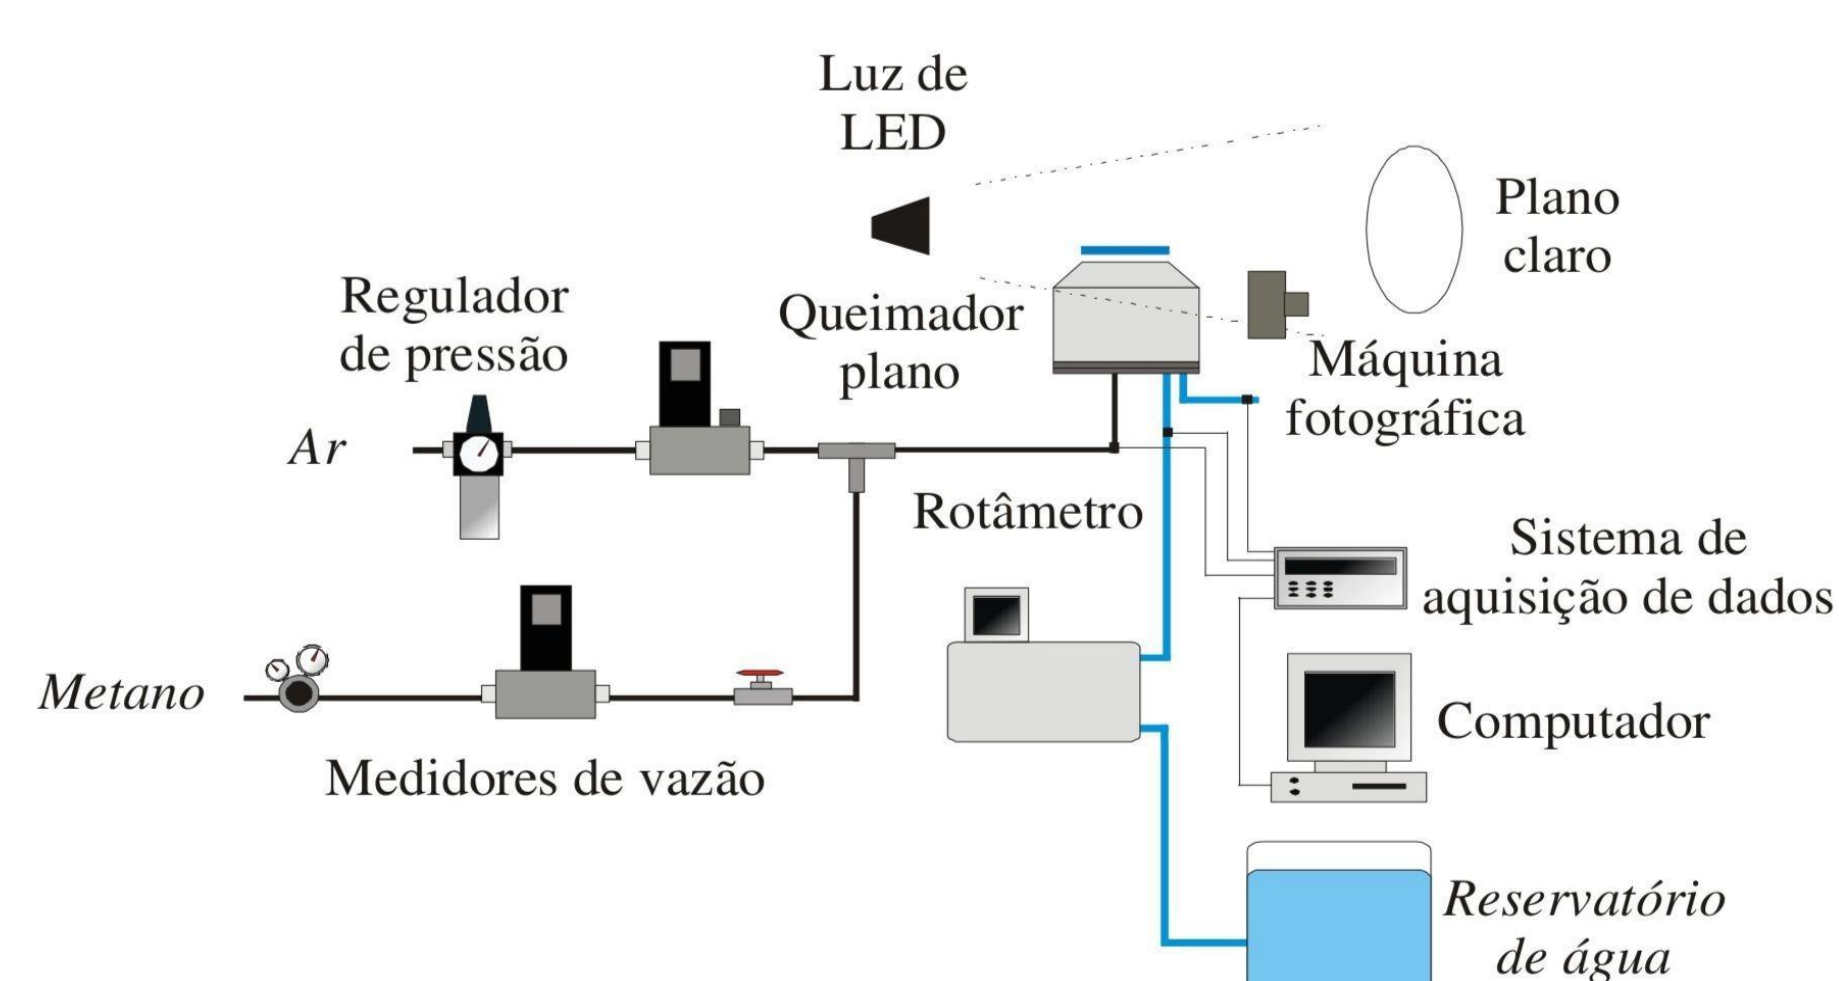 Luz de
LED
Plano
claro
Regulador
de pressão
Queimador
plano
Máquina
fotográfica
Ar
Rotâmetro
Sistema de
aquisição de dados
Metano
Computador
Medidores de vazão
Reservatório
de água